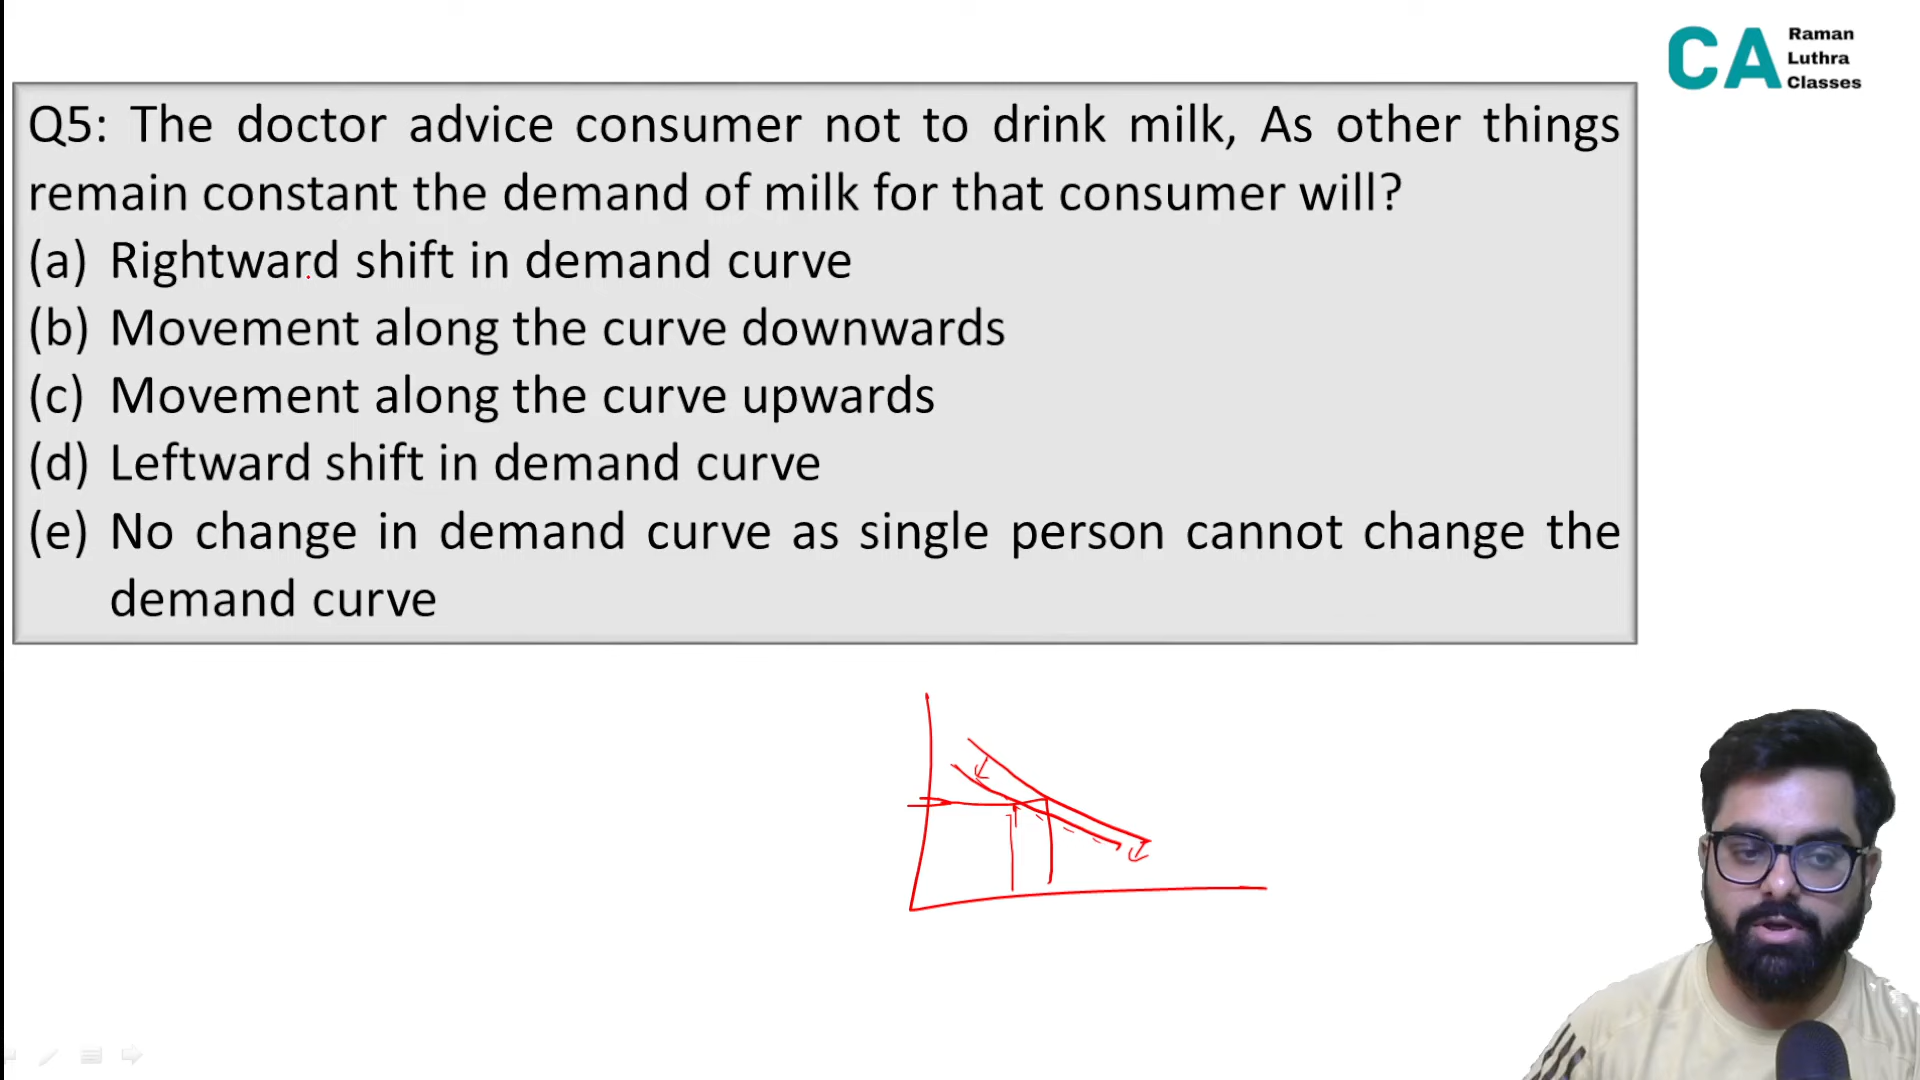 CA Raman
Luthra
Classes
Q5: The doctor advice consumer not to drink milk, As other things
remain constant the demand of milk for that consumer will?
(a) Rightward shift in demand curve
(b) Movement along the curve downwards
(c) Movement along the curve upwards
(d) Leftward shift in demand curve
(e) No change in demand curve as single person cannot change the
demand curve